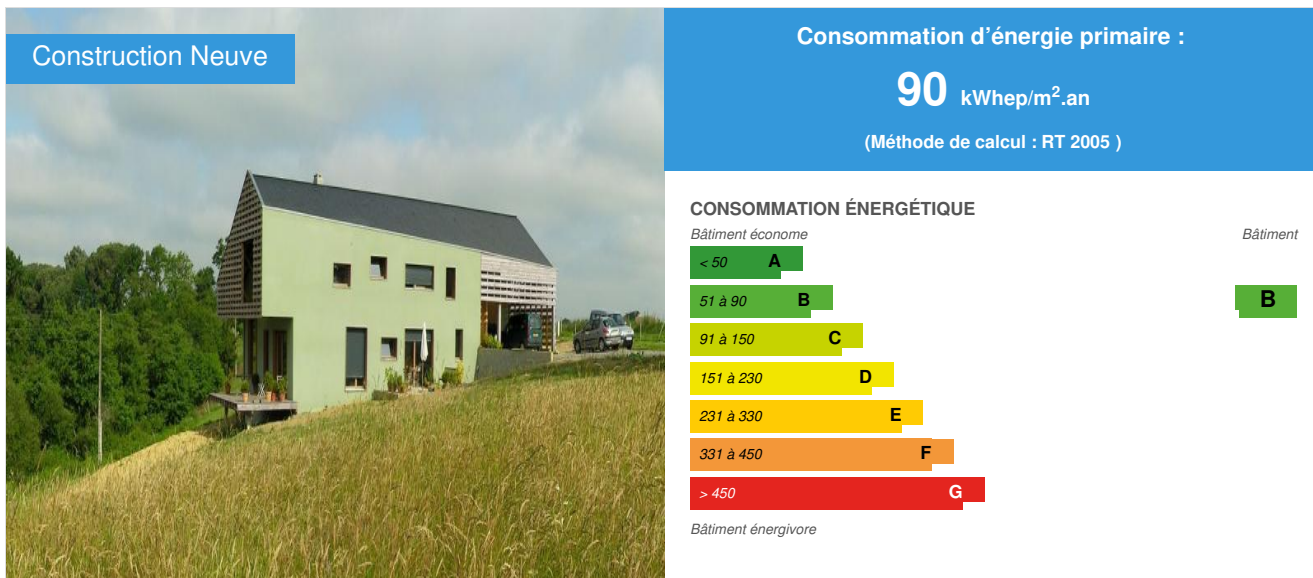 Construction Neuve
Consommation d'énergie primaire :
90 kWhep/m².an
(Méthode de calcul : RT 2005 )
CONSOMMATION ÉNERGÉTIQUE
Bâtiment économe
Bâtiment
< 50 A
51 à 90 B
B
91 à 150 C
151 à 230 D
231 à 330 E
331 à 450 F
> 450 G
Bâtiment énergivore